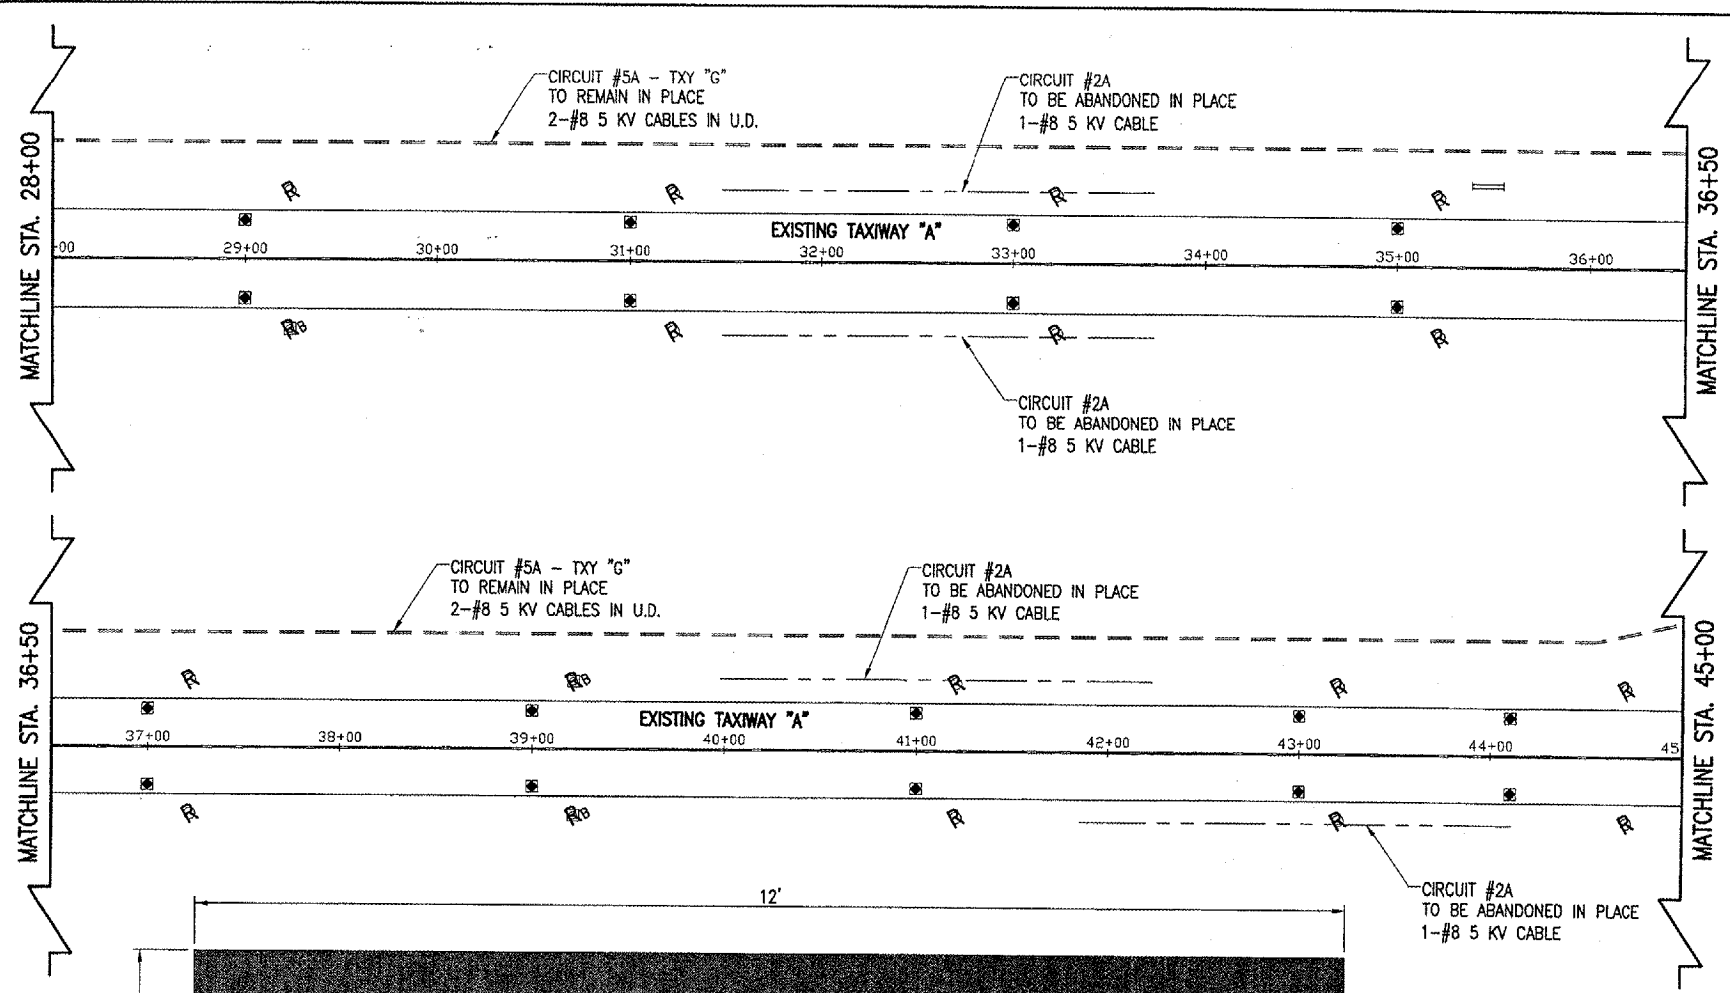 CIRCUIT #5A - TXY "G"
TO REMAIN IN PLACE
2-#8 5 KV CABLES IN U.D.
CIRCUIT #2A
TO BE ABANDONED IN PLACE
1-#8 5 KV CABLE
MATCHLINE STA. 28+00
MATCHLINE STA. 36+50
R
R
R
R
EXISTING TAXIWAY "A"
+00
29+00
30+00
31+00
32+00
33+00
34+00
35+00
36+00
R
R
R
CIRCUIT #2A
TO BE ABANDONED IN PLACE
1-#8 5 KV CABLE
CIRCUIT #5A - TXY "G"
TO REMAIN IN PLACE
2-#8 5 KV CABLES IN U.D.
CIRCUIT #2A
TO BE ABANDONED IN PLACE
1-#8 5 KV CABLE
MATCHLINE STA. 36+50
MATCHLINE STA. 45+00
R
R
R
R
EXISTING TAXIWAY "A"
37+00
38+00
39+00
40+00
41+00
42+00
43+00
44+00
45
R
R
R
R
CIRCUIT #2A
TO BE ABANDONED IN PLACE
1-#8 5 KV CABLE
12'